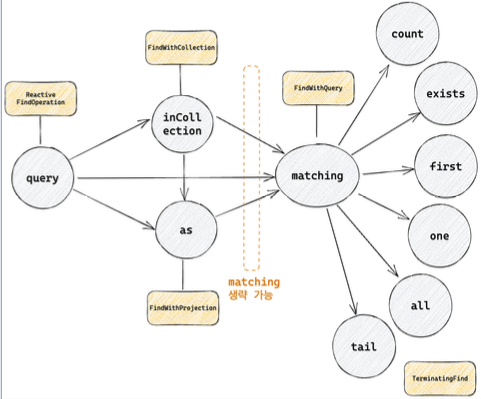 count
FindWithCollection
Reactive
FindOperation
FindWithQuery
exists
inColl
ection
first
query
matching
as
one
matching
생략 가능
FindWithProjection
all
tail
TerminatingFind